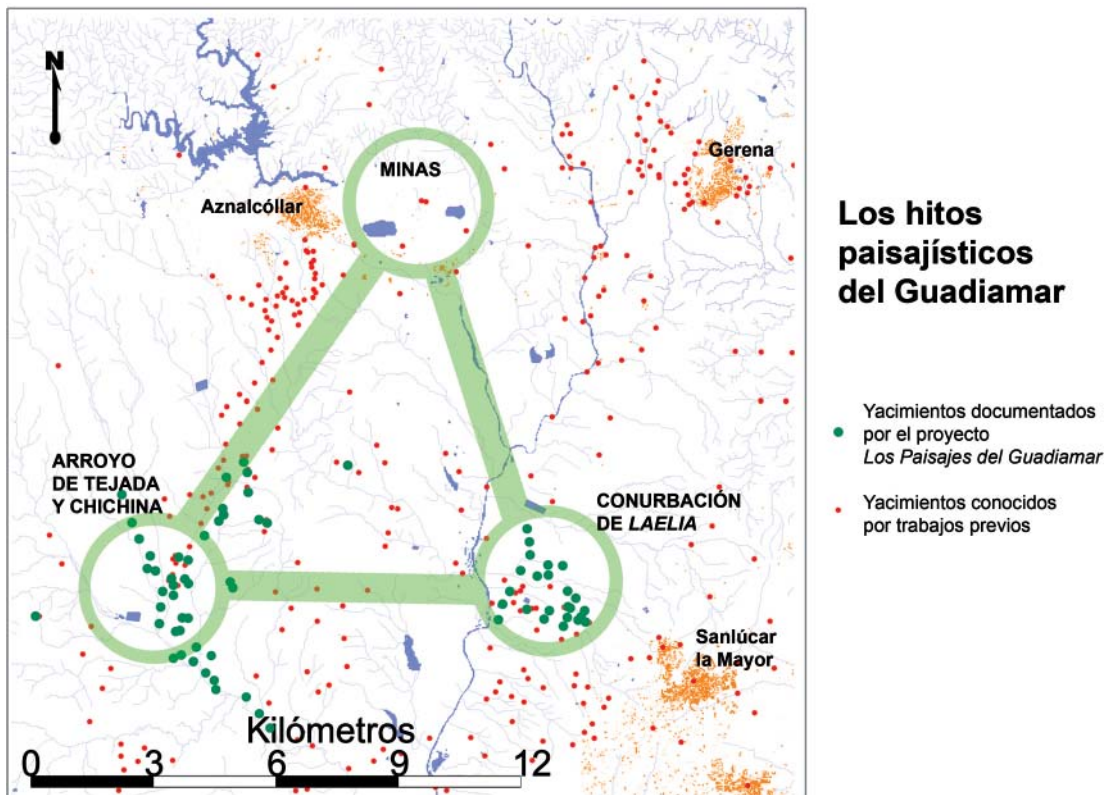 N
MINAS
Gerena
Aznalcóllar
ARROYO
DE TEJADA
Y CHICHINA
CONURBACIÓN
DE LAELIA
Sanlúcar
la Mayor
Kilómetros
0 3 6 9 12
Los hitos
paisajísticos
del Guadiamar
Yacimientos documentados
por el proyecto
Los Paisajes del Guadiamar
Yacimientos conocidos
por trabajos previos